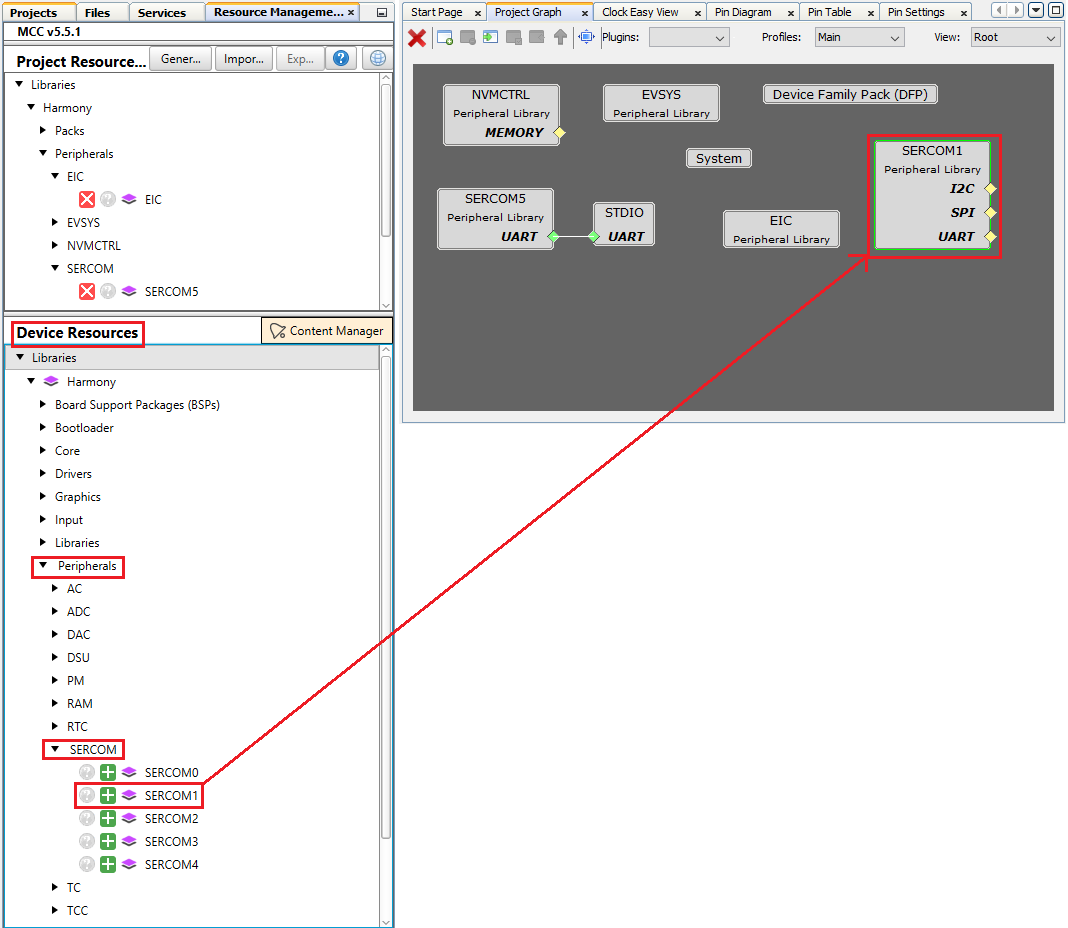 Projects Files Services Resource Manageme... ×
MCC v5.5.1
Project Resource... Gener... Impor... Exp... ?
Libraries
Harmony
Packs
Peripherals
EIC
EIC
EVSYS
NVMCTRL
SERCOM
SERCOM5
Device Resources Content Manager
Libraries
Harmony
Board Support Packages (BSPs)
Bootloader
Core
Drivers
Graphics
Input
Libraries
Peripherals
AC
ADC
DAC
DSU
PM
RAM
RTC
SERCOM
SERCOM0
SERCOM1
SERCOM2
SERCOM3
SERCOM4
TC
TCC
Start Page × Project Graph × Clock Easy View × Pin Diagram × Pin Table × Pin Settings ×
Plugins: Profiles: Main View: Root
NVMCTRL
Peripheral Library
MEMORY
EVSYS
Peripheral Library
Device Family Pack (DFP)
System
SERCOM1
Peripheral Library
I2C
SPI
UART
SERCOM5
Peripheral Library
UART
STDIO
UART
EIC
Peripheral Library